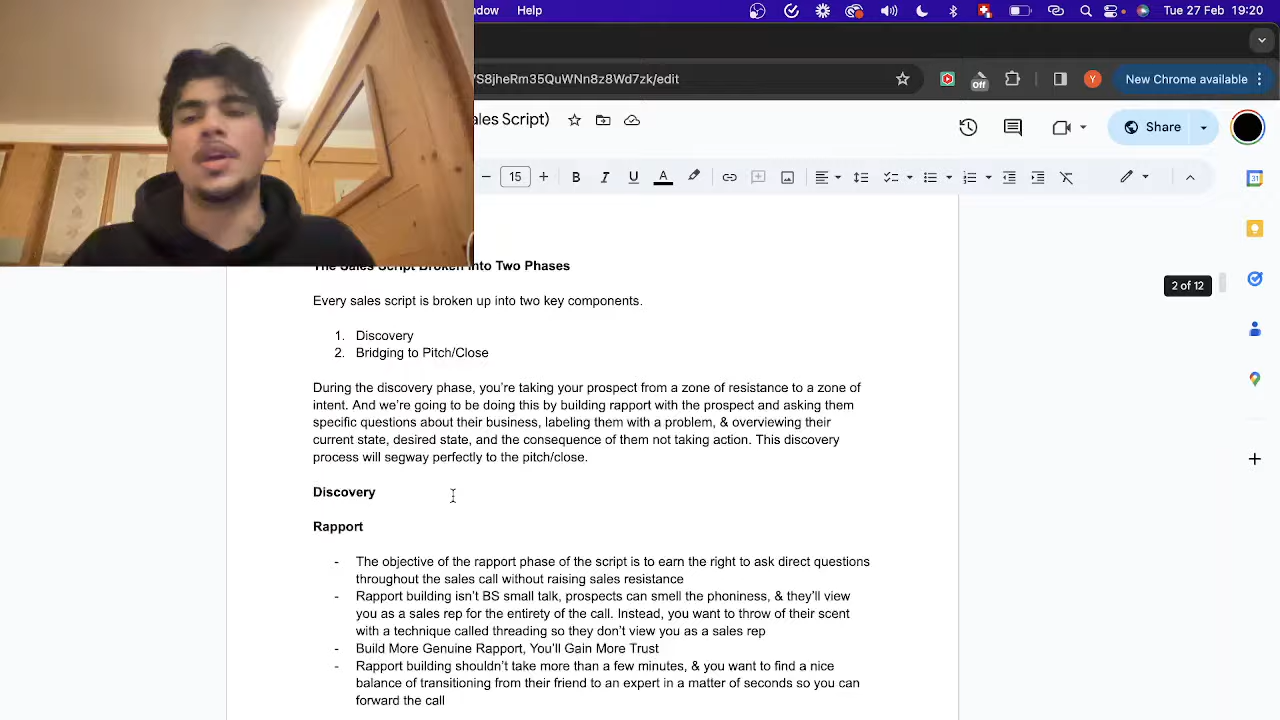 ndow Help Tue 27 Feb 19:20
/S8jheRm35QuWNn8z8Wd7zk/edit Off Y New Chrome available
ales Script) Share
15 B I U A
31
The Sales Script Broken Into Two Phases
Every sales script is broken up into two key components.
2 of 12
1. Discovery
2. Bridging to Pitch/Close
During the discovery phase, you’re taking your prospect from a zone of resistance to a zone of
intent. And we’re going to be doing this by building rapport with the prospect and asking them
specific questions about their business, labeling them with a problem, & overviewing their
current state, desired state, and the consequence of them not taking action. This discovery
process will segway perfectly to the pitch/close.
Discovery
Rapport
- The objective of the rapport phase of the script is to earn the right to ask direct questions
throughout the sales call without raising sales resistance
- Rapport building isn’t BS small talk, prospects can smell the phoniness, & they’ll view
you as a sales rep for the entirety of the call. Instead, you want to throw of their scent
with a technique called threading so they don’t view you as a sales rep
- Build More Genuine Rapport, You’ll Gain More Trust
- Rapport building shouldn’t take more than a few minutes, & you want to find a nice
balance of transitioning from their friend to an expert in a matter of seconds so you can
forward the call